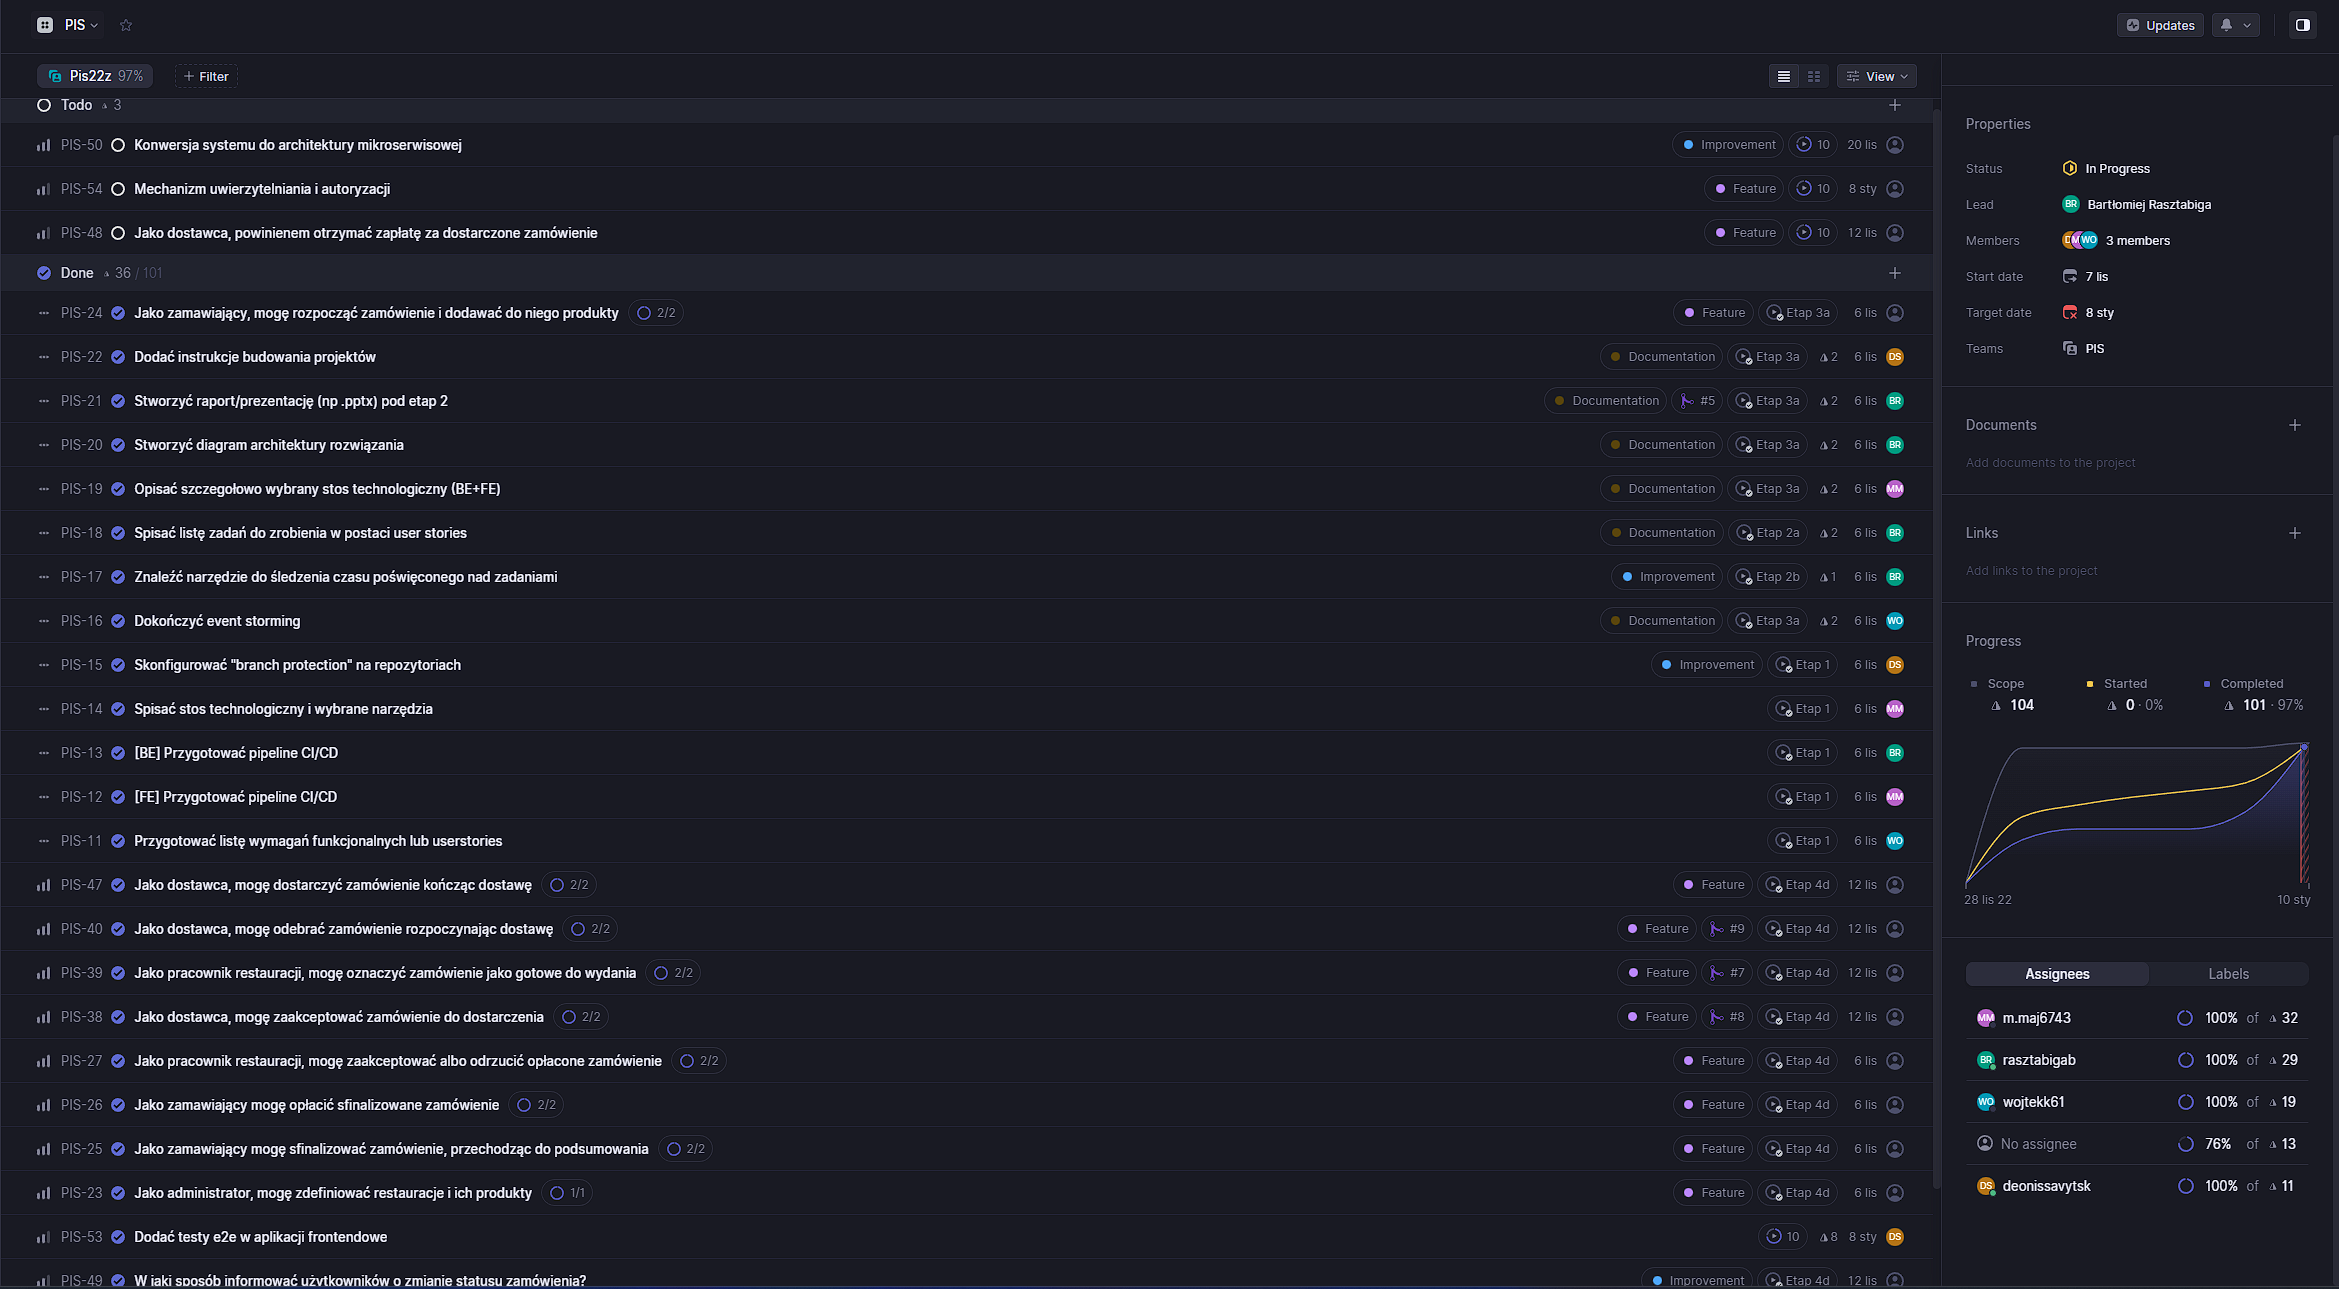 PIS
Updates
Pis22z 97%
+ Filter
View
Todo 3
PIS-50 Konwersja systemu do architektury mikroserwisowej Improvement 10 20 lis
PIS-54 Mechanizm uwierzytelniania i autoryzacji Feature 10 8 sty
PIS-48 Jako dostawca, powinienem otrzymać zapłatę za dostarczone zamówienie Feature 10 12 lis
Done 36 / 101
PIS-24 Jako zamawiający, mogę rozpocząć zamówienie i dodawać do niego produkty 2/2 Feature Etap 3a 6 lis
PIS-22 Dodać instrukcje budowania projektów Documentation Etap 3a 2 6 lis DS
PIS-21 Stworzyć raport/prezentację (np .pptx) pod etap 2 Documentation #5 Etap 3a 2 6 lis BR
PIS-20 Stworzyć diagram architektury rozwiązania Documentation Etap 3a 2 6 lis BR
PIS-19 Opisać szczegołowo wybrany stos technologiczny (BE+FE) Documentation Etap 3a 2 6 lis MM
PIS-18 Spisać listę zadań do zrobienia w postaci user stories Documentation Etap 2a 2 6 lis BR
PIS-17 Znaleźć narzędzie do śledzenia czasu poświęconego nad zadaniami Improvement Etap 2b 1 6 lis BR
PIS-16 Dokończyć event storming Documentation Etap 3a 2 6 lis WO
PIS-15 Skonfigurować "branch protection" na repozytoriach Improvement Etap 1 6 lis DS
PIS-14 Spisać stos technologiczny i wybrane narzędzia Etap 1 6 lis MM
PIS-13 [BE] Przygotować pipeline CI/CD Etap 1 6 lis BR
PIS-12 [FE] Przygotować pipeline CI/CD Etap 1 6 lis MM
PIS-11 Przygotować listę wymagań funkcjonalnych lub userstories Etap 1 6 lis WO
PIS-47 Jako dostawca, mogę dostarczyć zamówienie kończąc dostawę 2/2 Feature Etap 4d 12 lis
PIS-40 Jako dostawca, mogę odebrać zamówienie rozpoczynając dostawę 2/2 Feature #9 Etap 4d 12 lis
PIS-39 Jako pracownik restauracji, mogę oznaczyć zamówienie jako gotowe do wydania 2/2 Feature #7 Etap 4d 12 lis
PIS-38 Jako dostawca, mogę zaakceptować zamówienie do dostarczenia 2/2 Feature #8 Etap 4d 12 lis
PIS-27 Jako pracownik restauracji, mogę zaakceptować albo odrzucić opłacone zamówienie 2/2 Feature Etap 4d 6 lis
PIS-26 Jako zamawiający mogę opłacić sfinalizowane zamówienie 2/2 Feature Etap 4d 6 lis
PIS-25 Jako zamawiający mogę sfinalizować zamówienie, przechodząc do podsumowania 2/2 Feature Etap 4d 6 lis
PIS-23 Jako administrator, mogę zdefiniować restauracje i ich produkty 1/1 Feature Etap 4d 6 lis
PIS-53 Dodać testy e2e w aplikacji frontendowe 10 8 8 sty DS
PIS-49 W jaki sposób informować użytkowników o zmianie statusu zamówienia? Improvement Etap 4d 12 lis
Properties
Status In Progress
Lead BR Bartłomiej Rasztabiga
Members WO 3 members
Start date 7 lis
Target date 8 sty
Teams PIS
Documents +
Add documents to the project
Links +
Add links to the project
Progress
Scope Started Completed
104 0 · 0% 101 · 97%
28 lis 22 10 sty
Assignees Labels
MM m.maj6743 100% of 32
BR rasztabigab 100% of 29
WO wojtekk61 100% of 19
No assignee 76% of 13
DS deonissavytsk 100% of 11